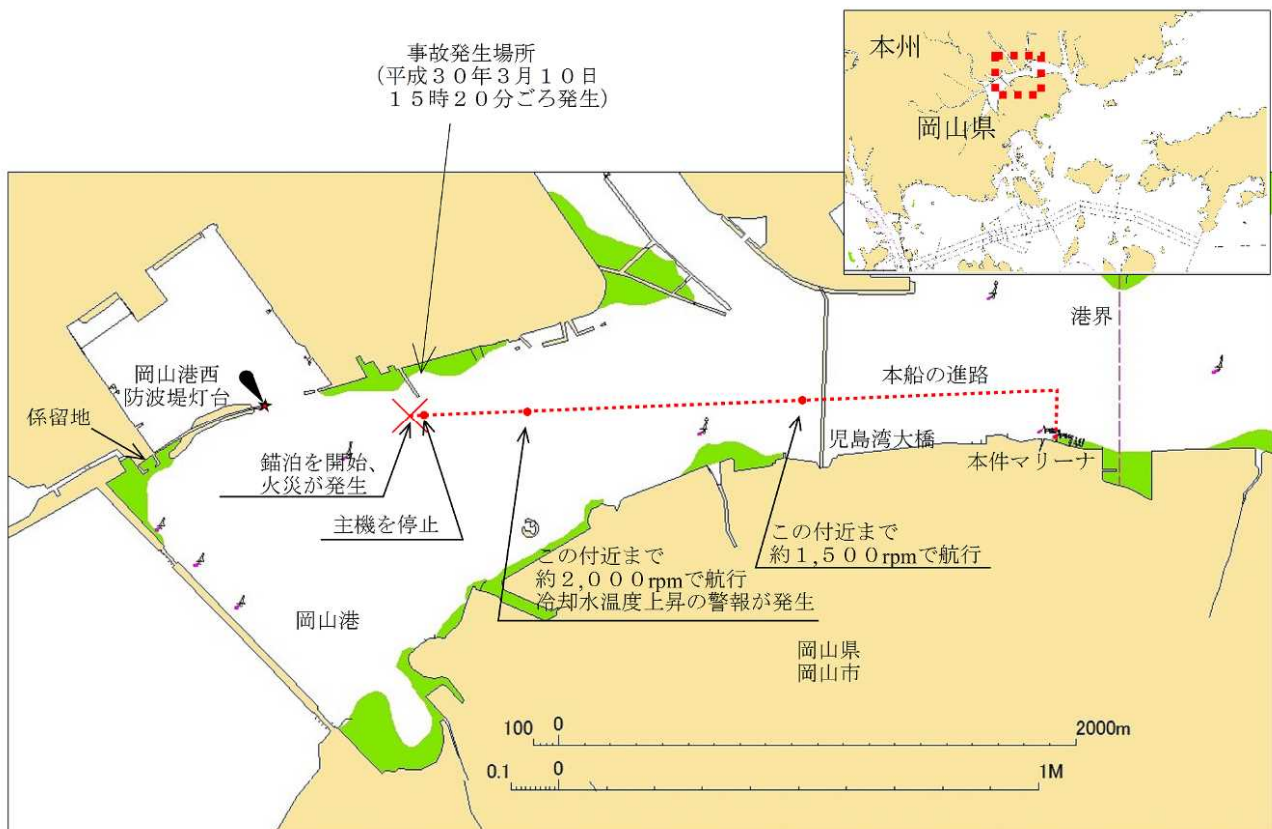 事故発生場所
(平成３０年３月１０日
１５時２０分ごろ発生)
本州
岡山県
港界
本船の進路
岡山港西
防波堤灯台
係留地
児島湾大橋
本件マリーナ
錨泊を開始、
火災が発生
主機を停止
この付近まで
約１,５００rpmで航行
この付近まで
約２,０００rpmで航行
冷却水温度上昇の警報が発生
岡山港
岡山県
岡山市
100 0 2000m
0.1 0 1M